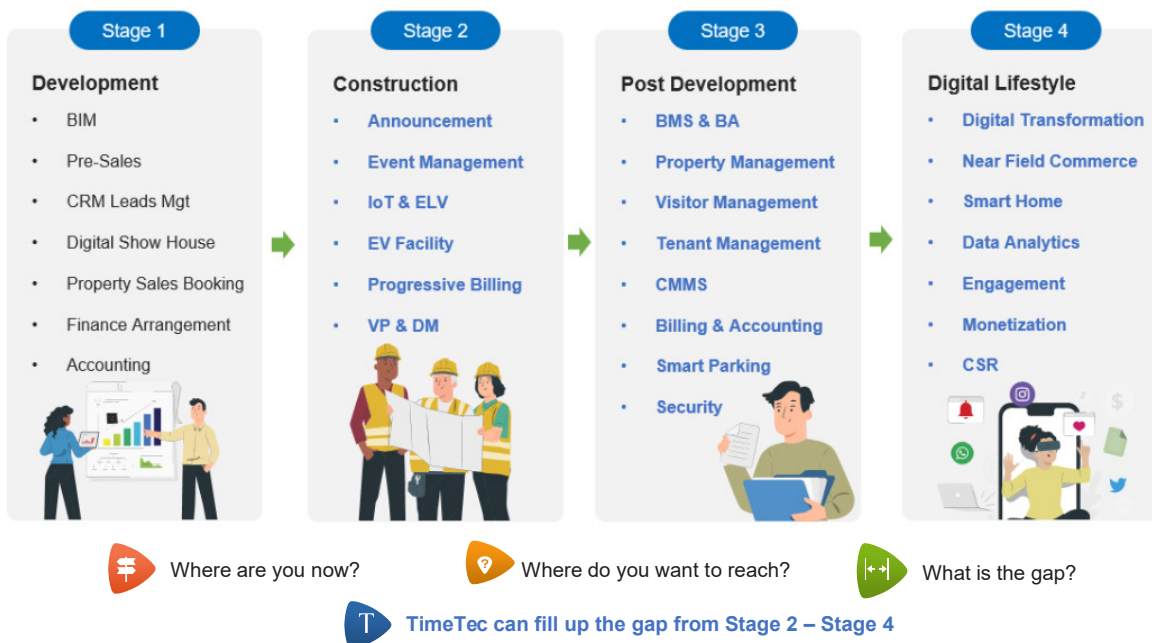 Stage 1
Development
• BIM
• Pre-Sales
• CRM Leads Mgt
• Digital Show House
• Property Sales Booking
• Finance Arrangement
• Accounting
Stage 2
Construction
• Announcement
• Event Management
• IoT & ELV
• EV Facility
• Progressive Billing
• VP & DM
Stage 3
Post Development
• BMS & BA
• Property Management
• Visitor Management
• Tenant Management
• CMMS
• Billing & Accounting
• Smart Parking
• Security
Stage 4
Digital Lifestyle
• Digital Transformation
• Near Field Commerce
• Smart Home
• Data Analytics
• Engagement
• Monetization
• CSR
$
Where are you now?
? Where do you want to reach?
What is the gap?
T TimeTec can fill up the gap from Stage 2 – Stage 4